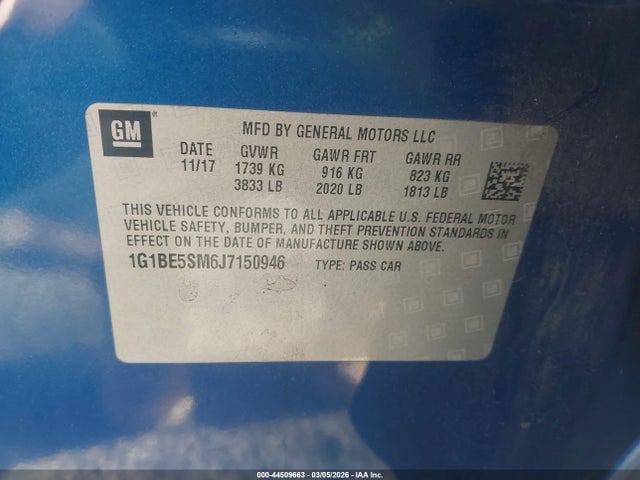 GM
MFD BY GENERAL MOTORS LLC
DATE GVWR GAWR FRT GAWR RR
11/17 1739 KG 916 KG 823 KG
3833 LB 2020 LB 1813 LB
THIS VEHICLE CONFORMS TO ALL APPLICABLE U.S. FEDERAL MOTOR
VEHICLE SAFETY, BUMPER, AND THEFT PREVENTION STANDARDS IN
EFFECT ON THE DATE OF MANUFACTURE SHOWN ABOVE.
1G1BE5SM6J7150946 TYPE: PASS CAR
000-44509663 - 03/05/2026 - IAA Inc.